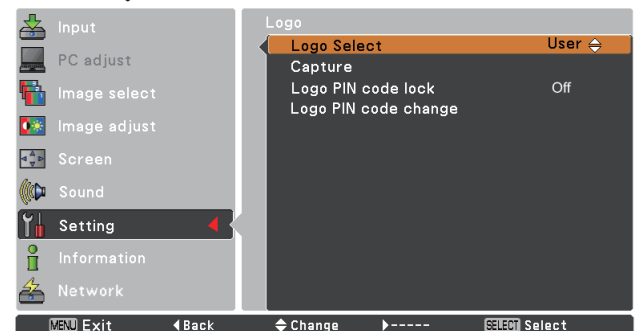 Input
PC adjust
Image select
Image adjust
Screen
Sound
Setting
Information
Network
Logo
Logo Select User
Capture
Logo PIN code lock Off
Logo PIN code change
MENU Exit Back Change ----- SELECT Select